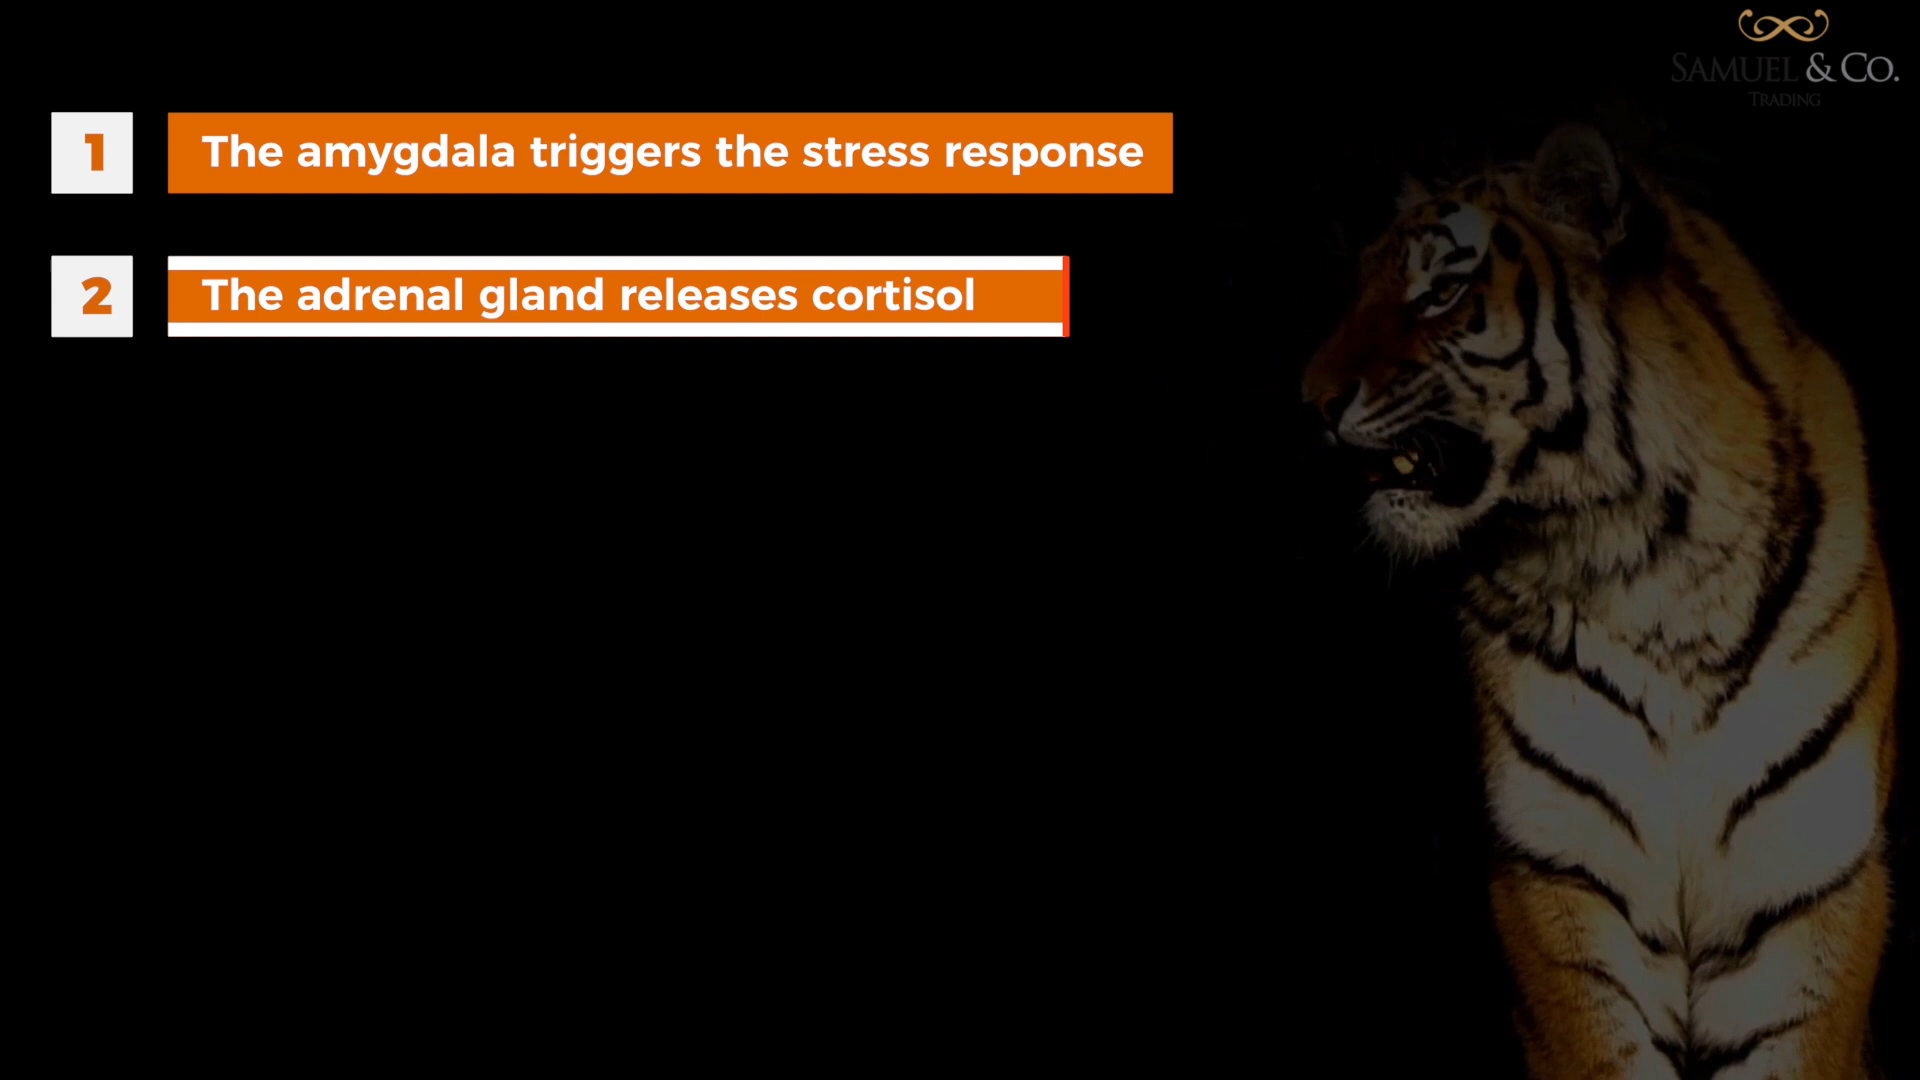 SAMUEL & CO.
TRADING
1
The amygdala triggers the stress response
2
The adrenal gland releases cortisol